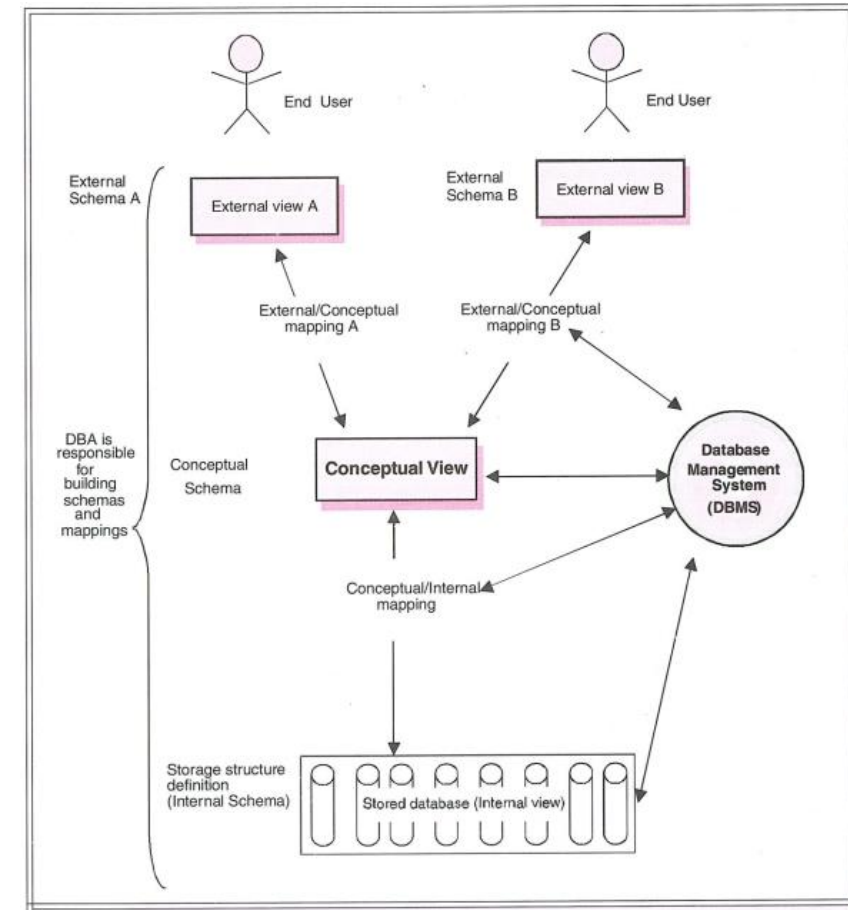 End User
End User
External
Schema A
External view A
External
Schema B
External view B
External/Conceptual
mapping A
External/Conceptual
mapping B
DBA is
responsible
for
building
schemas
and
mappings
Conceptual
Schema
Conceptual View
Database
Management
System
(DBMS)
Conceptual/Internal
mapping
Storage structure
definition
(Internal Schema)
Stored database (Internal view)